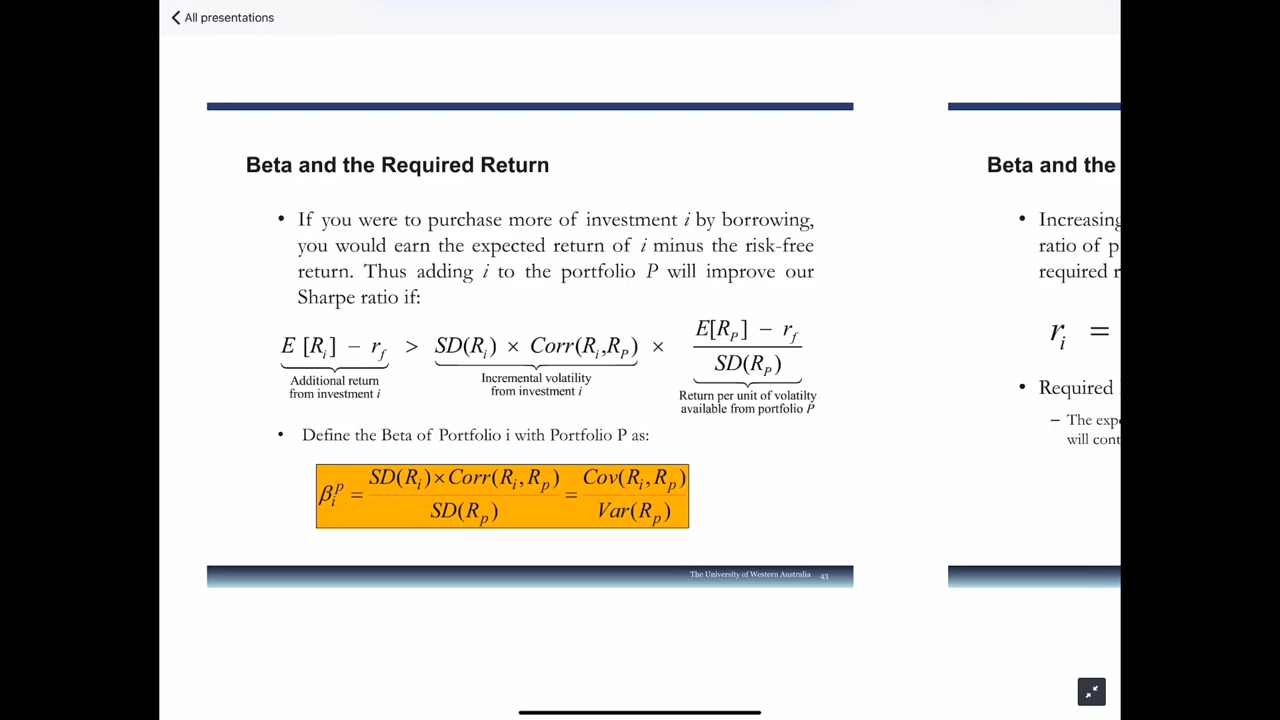 All presentations
Beta and the Required Return
• If you were to purchase more of investment i by borrowing,
you would earn the expected return of i minus the risk-free
return. Thus adding i to the portfolio P will improve our
Sharpe ratio if:
E [R_i] − r_f > SD(R_i) × Corr(R_i,R_P) × (E[R_P] − r_f) / SD(R_P)
Additional return
from investment i
Incremental volatility
from investment i
Return per unit of volatilty
available from portfolio P
• Define the Beta of Portfolio i with Portfolio P as:
β_i^p = SD(R_i)×Corr(R_i, R_p) / SD(R_p) = Cov(R_i, R_p) / Var(R_p)
The University of Western Australia 43
Beta and the
• Increasing
ratio of p
required r
r_i =
• Required
– The expe
will cont